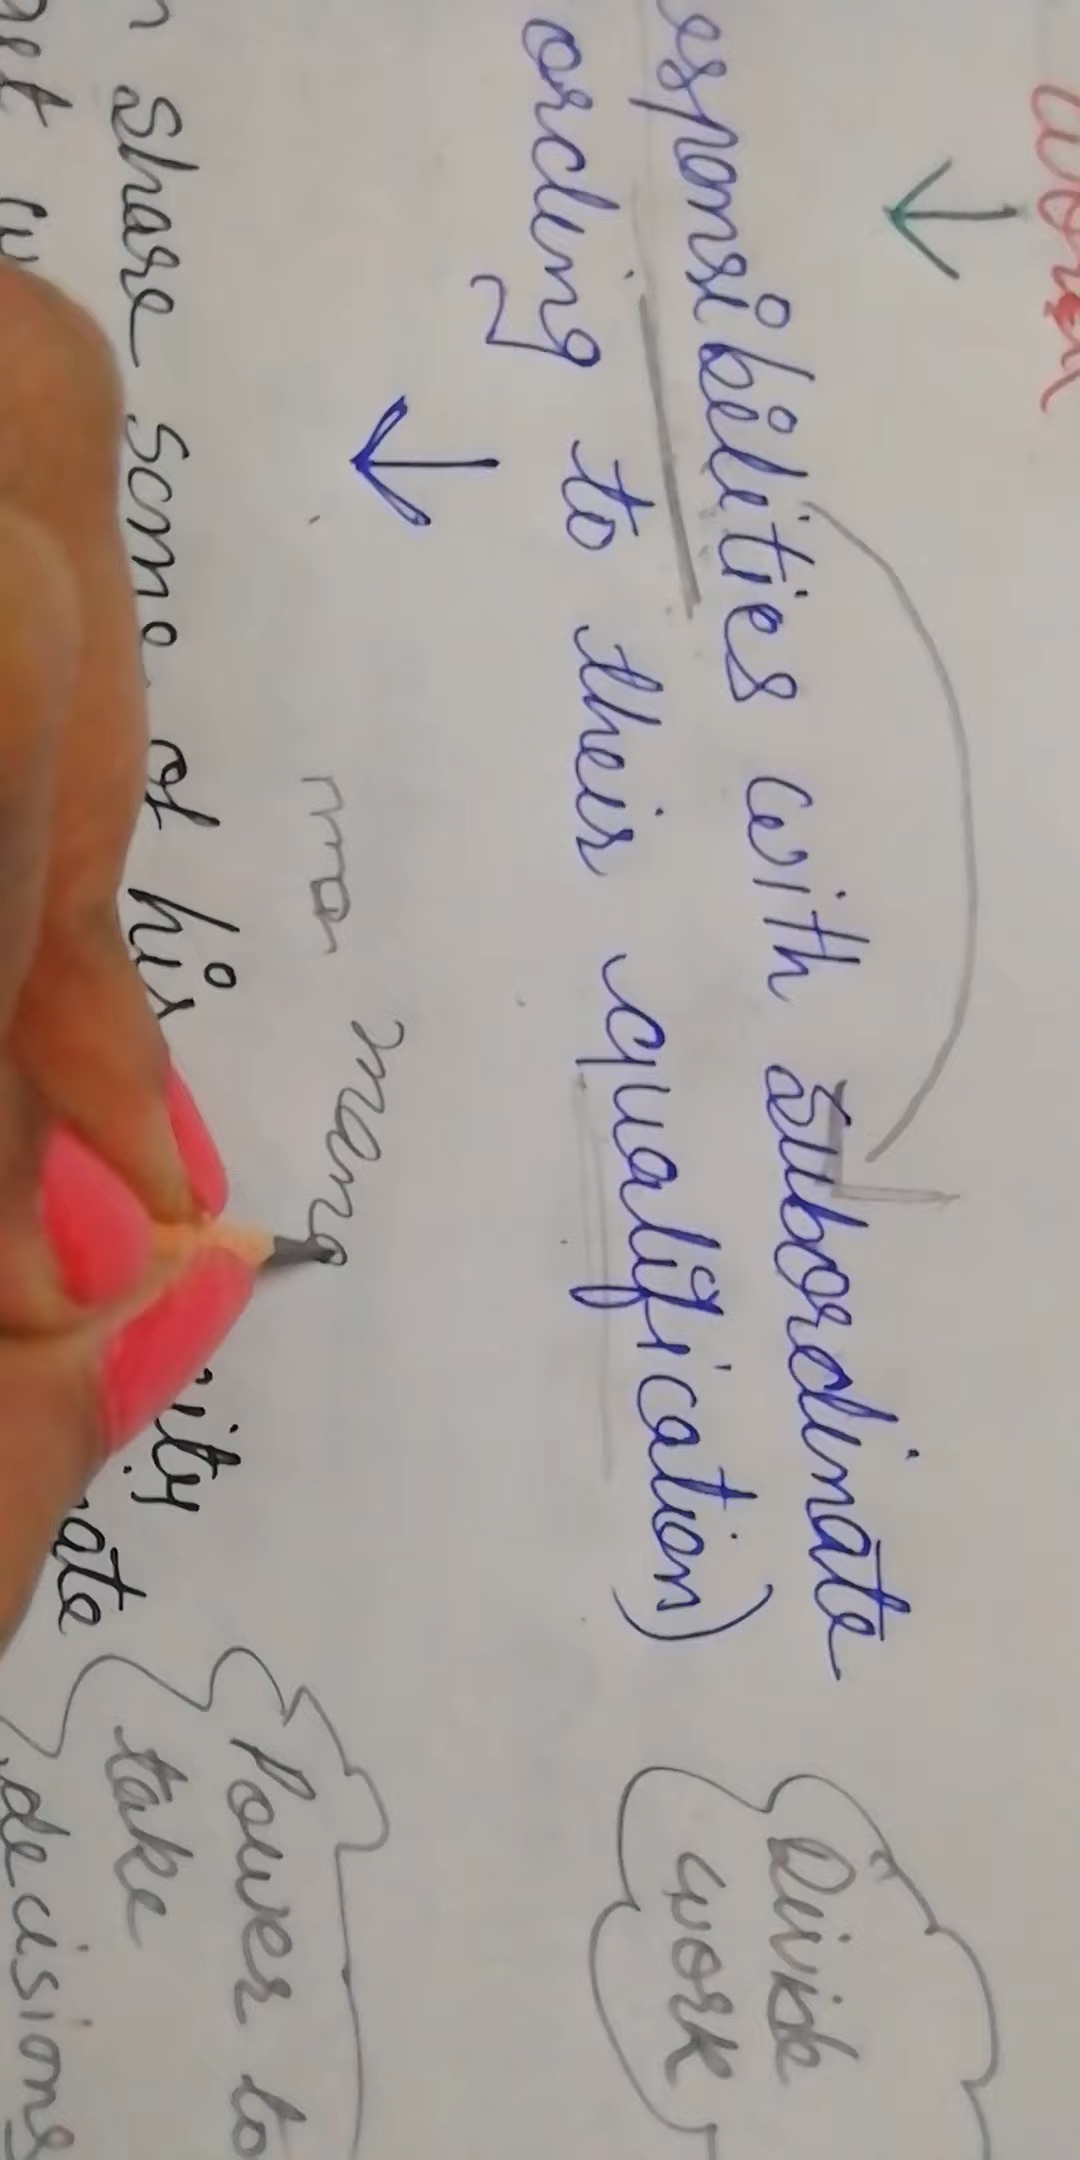 work
esponsibilities with subordinate
Divide
work
ording to their qualification)
Power to
take
decisions
share some of his
ity
ate